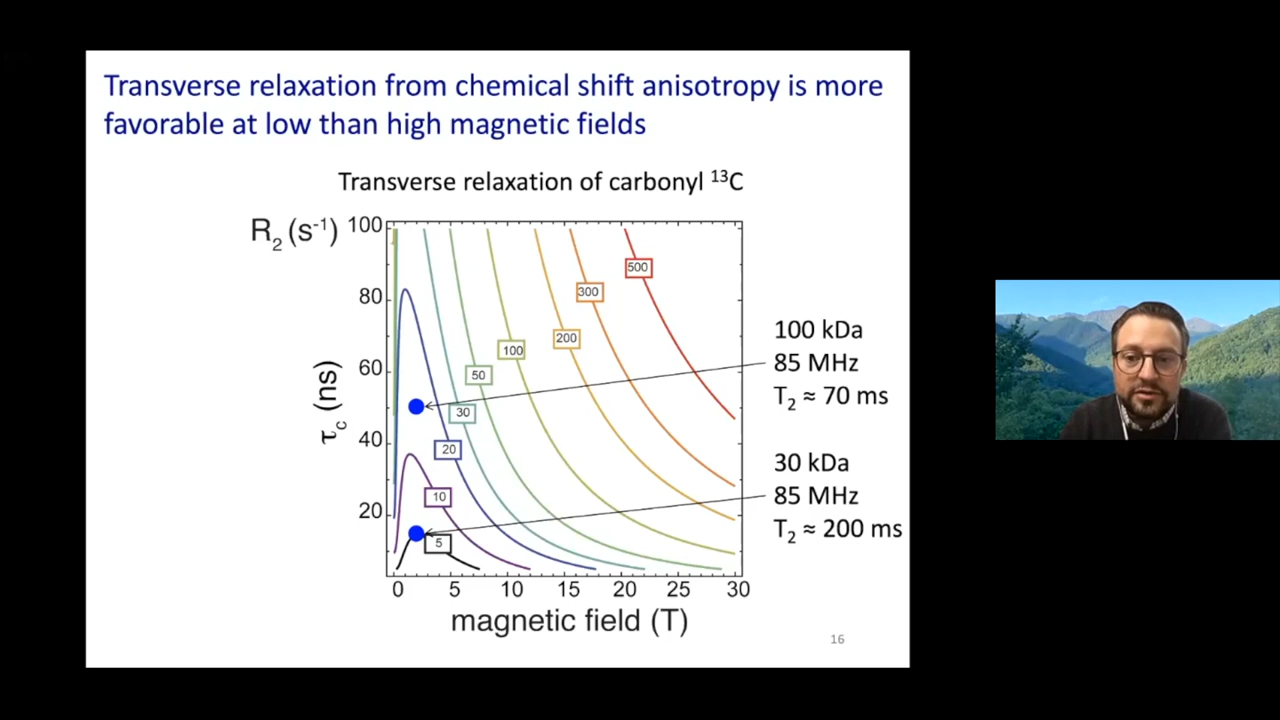 Transverse relaxation from chemical shift anisotropy is more
favorable at low than high magnetic fields
Transverse relaxation of carbonyl ¹³C
R₂ (s⁻¹)
100
80
60
40
20
τc (ns)
500
300
200
100
50
30
20
10
5
0 5 10 15 20 25 30
magnetic field (T)
100 kDa
85 MHz
T₂ ≈ 70 ms
30 kDa
85 MHz
T₂ ≈ 200 ms
16